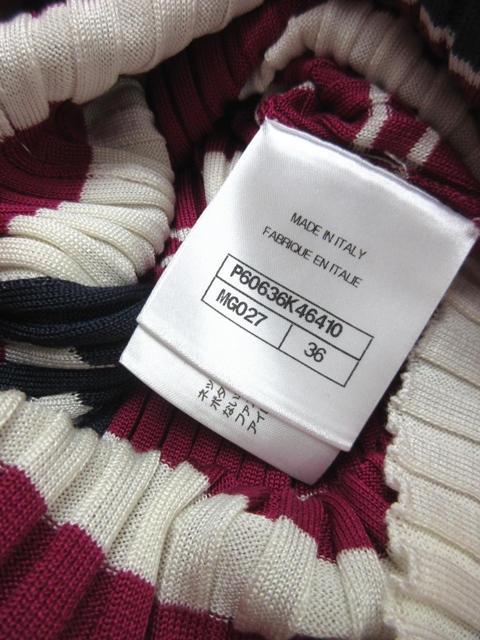 MADE IN ITALY
FABRIQUE EN ITALIE
P60636K46410
MG027 36